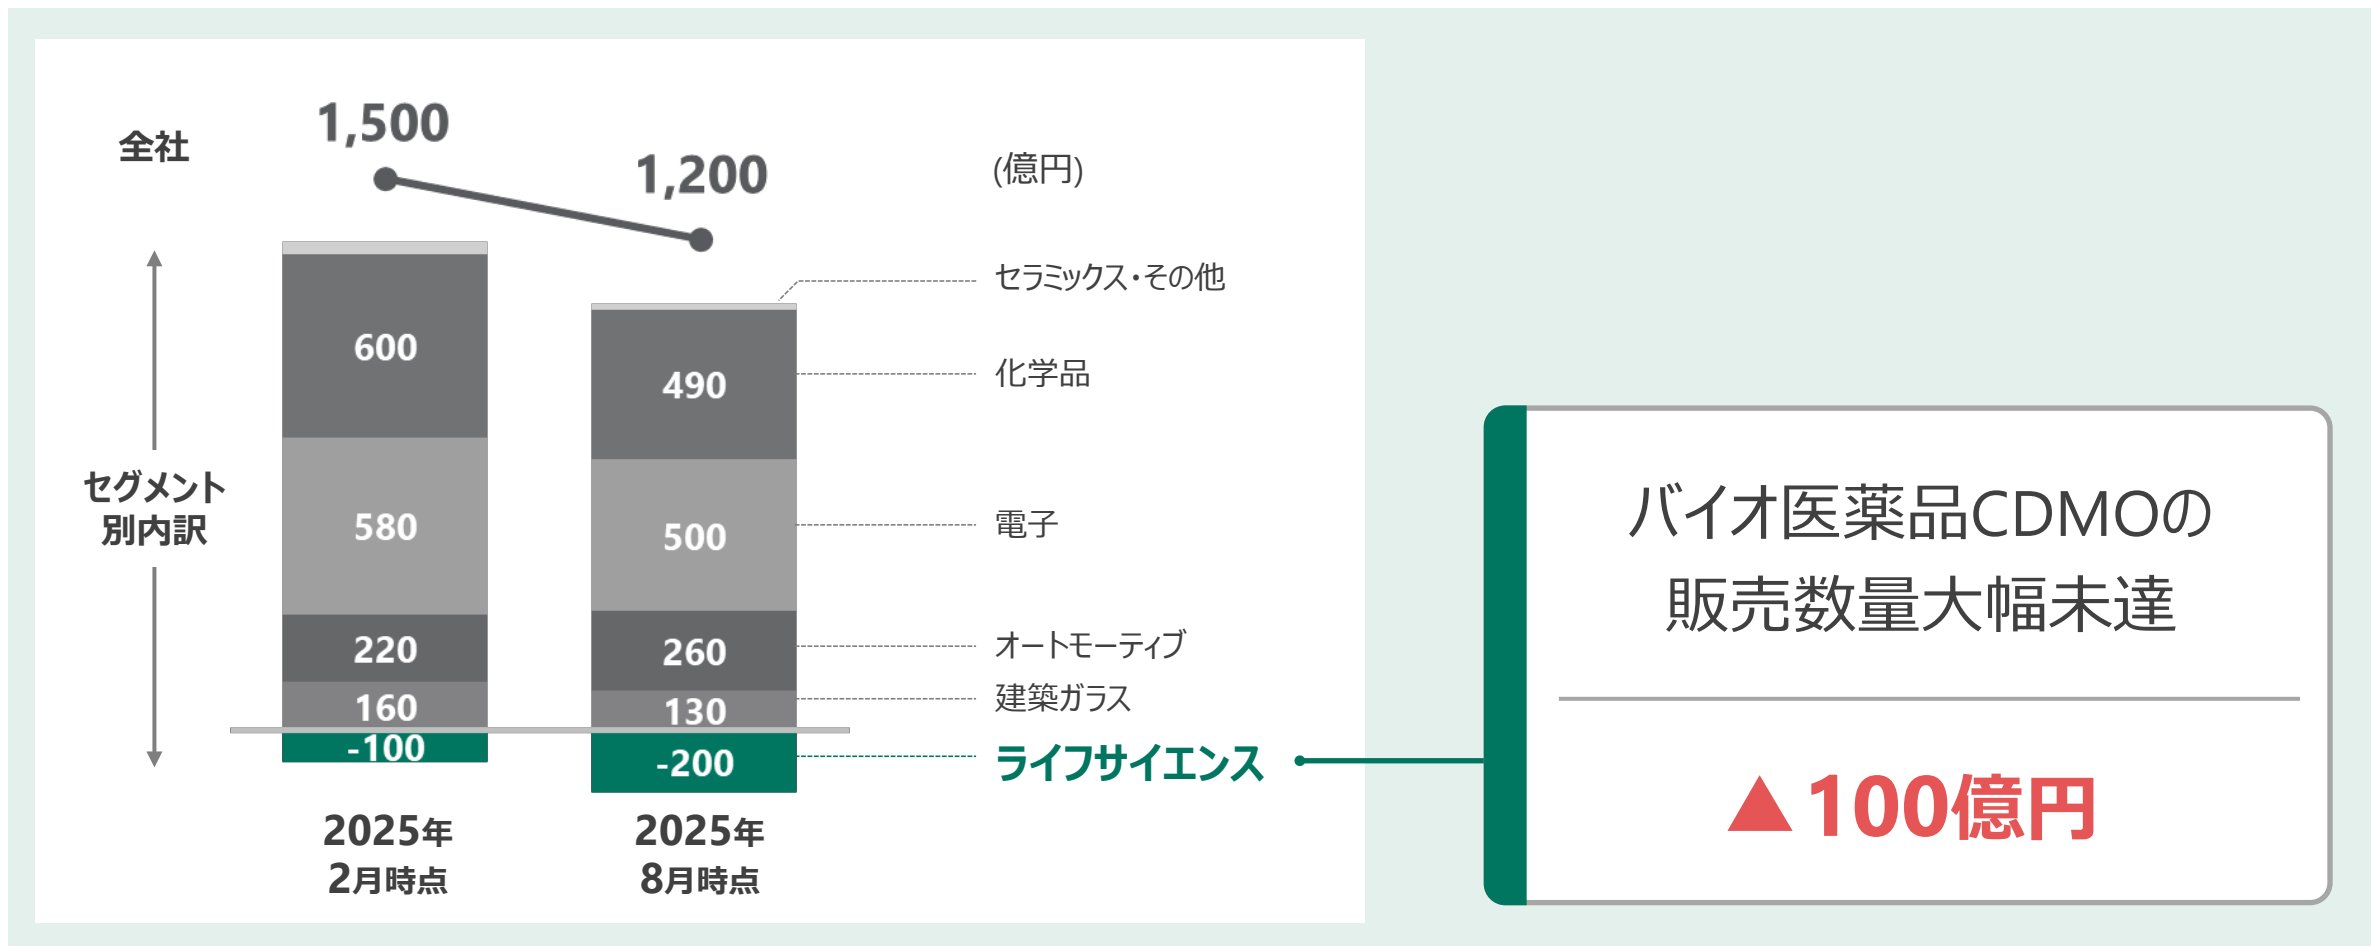 全社
1,500
1,200
(億円)
セラミックス・その他
600
490
化学品
セグメント
別内訳
580
500
電子
220
260
オートモーティブ
160
130
建築ガラス
-100
-200
ライフサイエンス
2025年
2月時点
2025年
8月時点
バイオ医薬品CDMOの
販売数量大幅未達
▲100億円